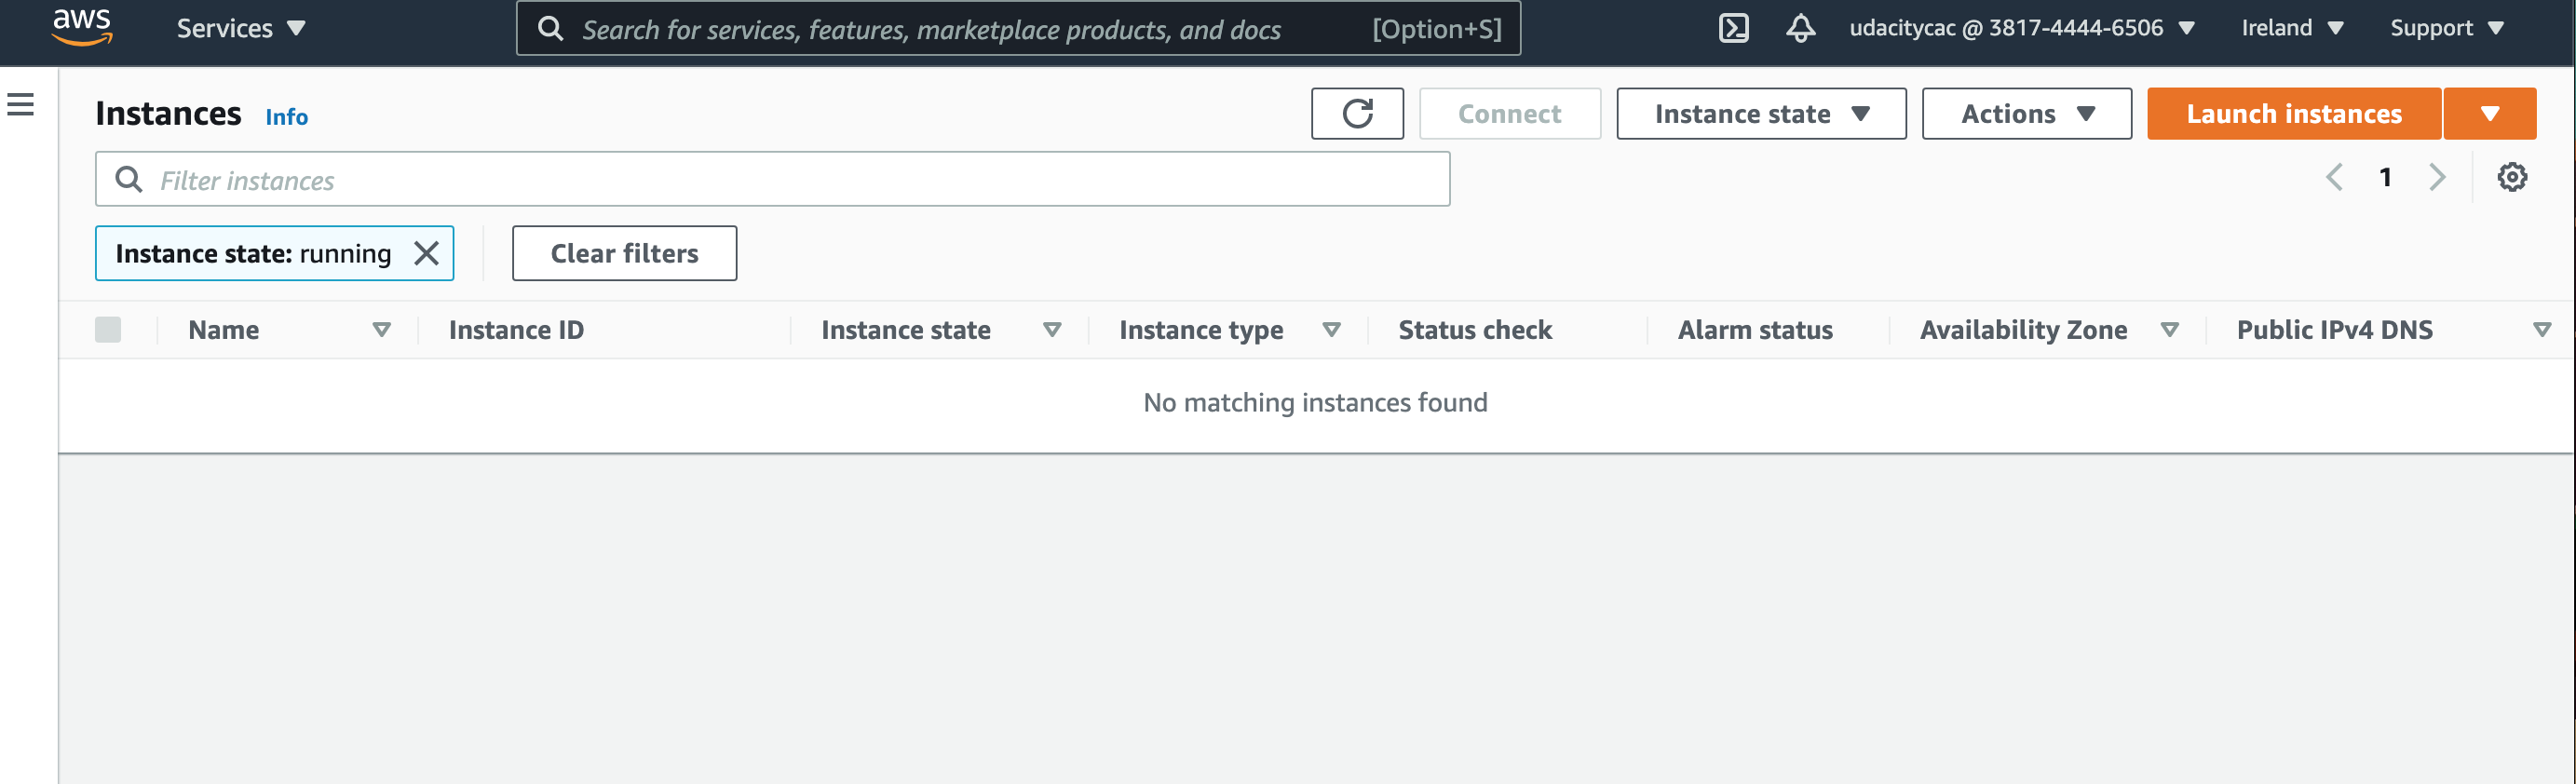 aws Services Search for services, features, marketplace products, and docs [Option+S] udacitycac @ 3817-4444-6506 Ireland Support
Instances Info Connect Instance state Actions Launch instances
Filter instances 1
Instance state: running Clear filters
Name Instance ID Instance state Instance type Status check Alarm status Availability Zone Public IPv4 DNS
No matching instances found